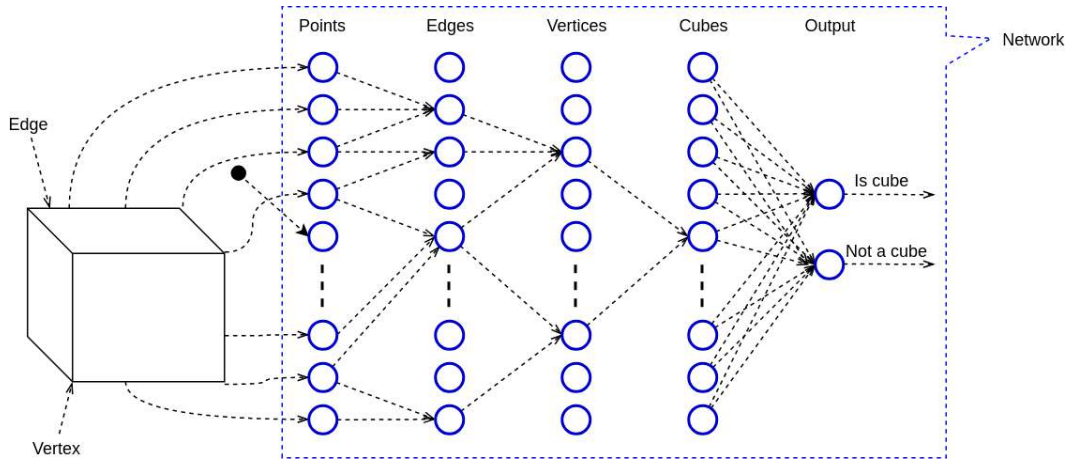 Points
Edges
Vertices
Cubes
Output
Network
Edge
Is cube
Not a cube
Vertex